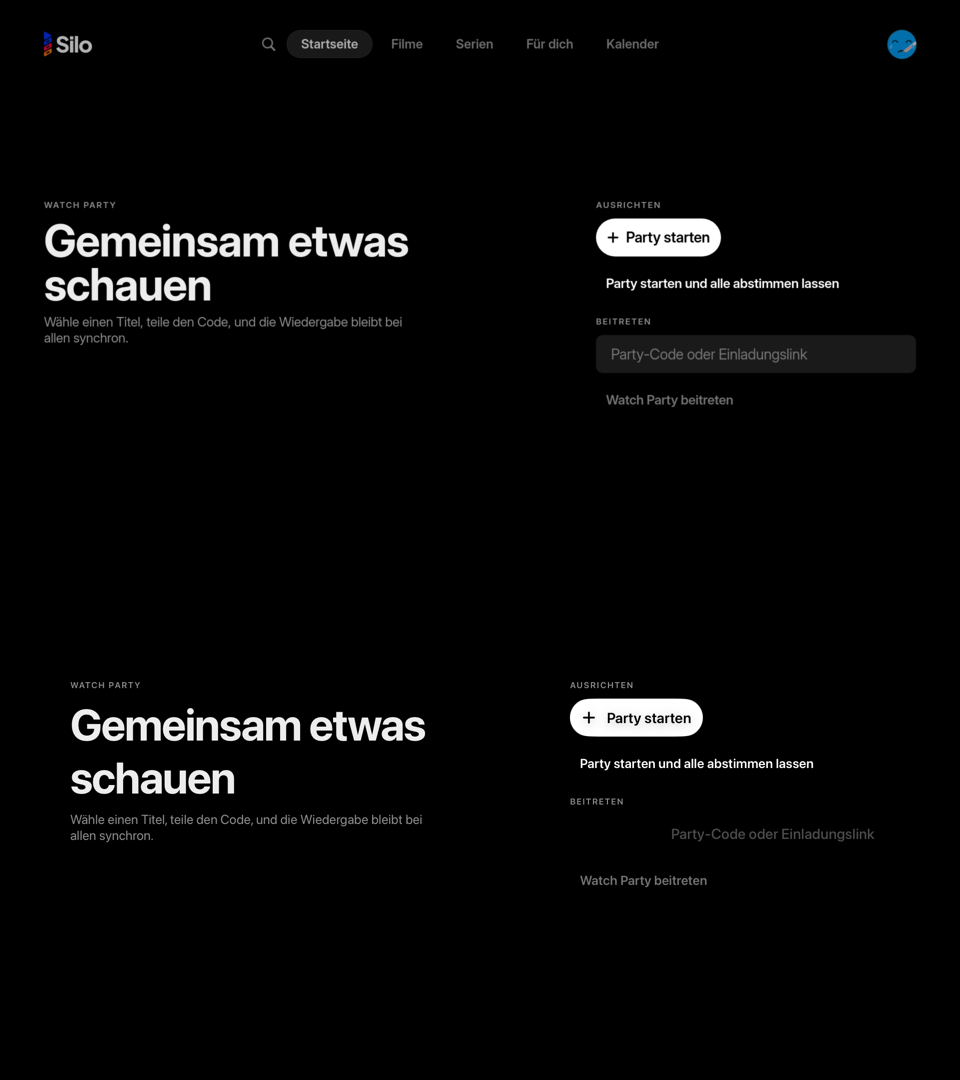 Silo
Startseite
Filme
Serien
Für dich
Kalender
WATCH PARTY
Gemeinsam etwas
schauen
Wähle einen Titel, teile den Code, und die Wiedergabe bleibt bei
allen synchron.
AUSRICHTEN
+ Party starten
Party starten und alle abstimmen lassen
BEITRETEN
Party-Code oder Einladungslink
Watch Party beitreten
WATCH PARTY
Gemeinsam etwas
schauen
Wähle einen Titel, teile den Code, und die Wiedergabe bleibt bei
allen synchron.
AUSRICHTEN
+ Party starten
Party starten und alle abstimmen lassen
BEITRETEN
Party-Code oder Einladungslink
Watch Party beitreten